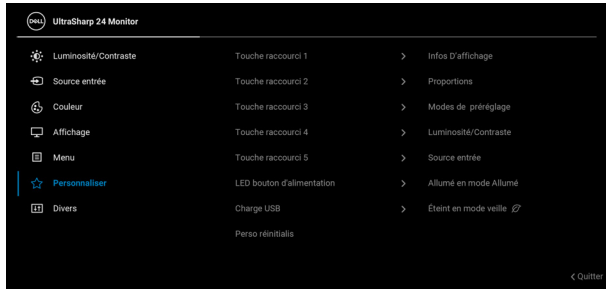 DELL UltraSharp 24 Monitor
Luminosité/Contraste Touche raccourci 1 > Infos D'affichage
Source entrée Touche raccourci 2 > Proportions
Couleur Touche raccourci 3 > Modes de préréglage
Affichage Touche raccourci 4 > Luminosité/Contraste
Menu Touche raccourci 5 > Source entrée
Personnaliser LED bouton d'alimentation > Allumé en mode Allumé
Divers Charge USB > Éteint en mode veille
Perso réinitialis
< Quitter